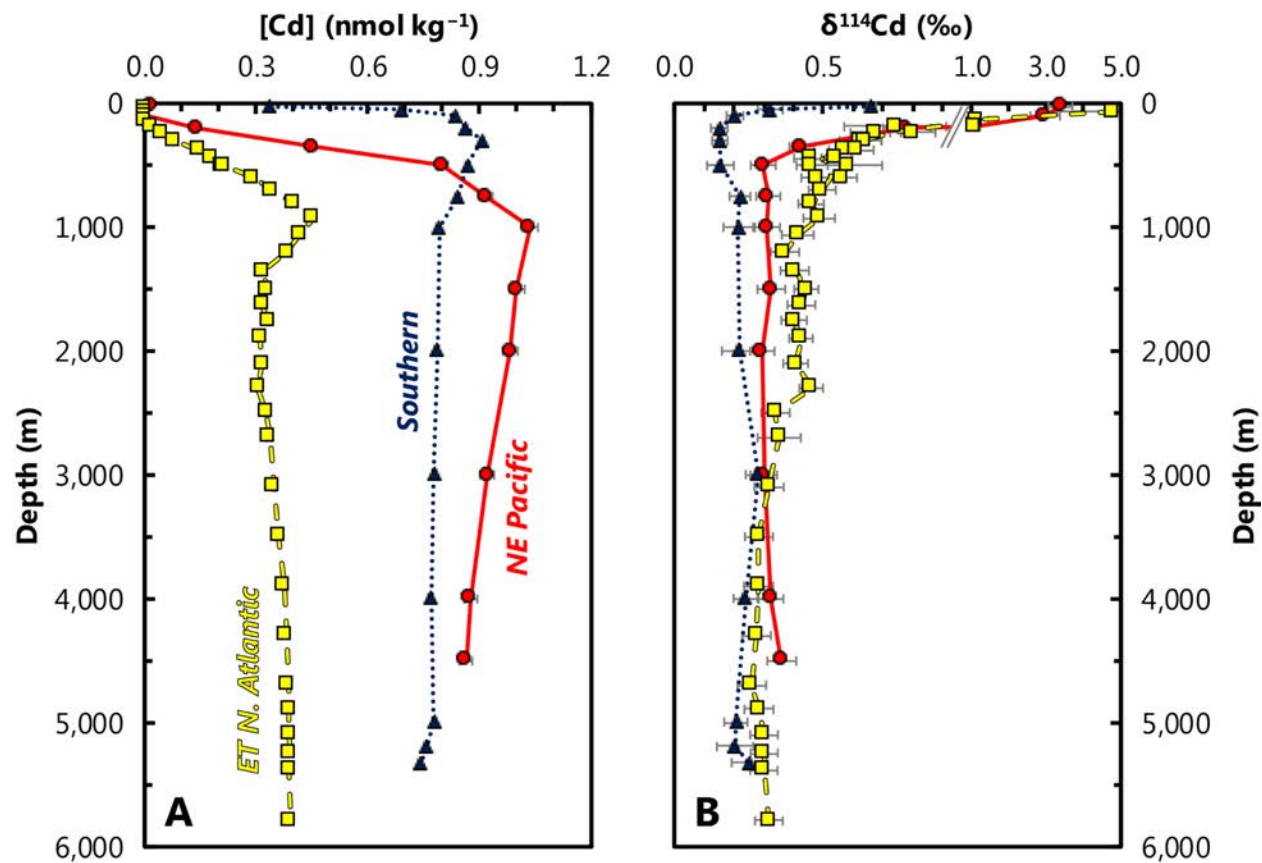 [Cd] (nmol kg⁻¹)
δ¹¹⁴Cd (‰)
0.0 0.3 0.6 0.9 1.2
0.0 0.5 1.0 3.0 5.0
0
1,000
2,000
3,000
4,000
5,000
6,000
Depth (m)
Southern
NE Pacific
ET N. Atlantic
A
B
0
1,000
2,000
3,000
4,000
5,000
6,000
Depth (m)